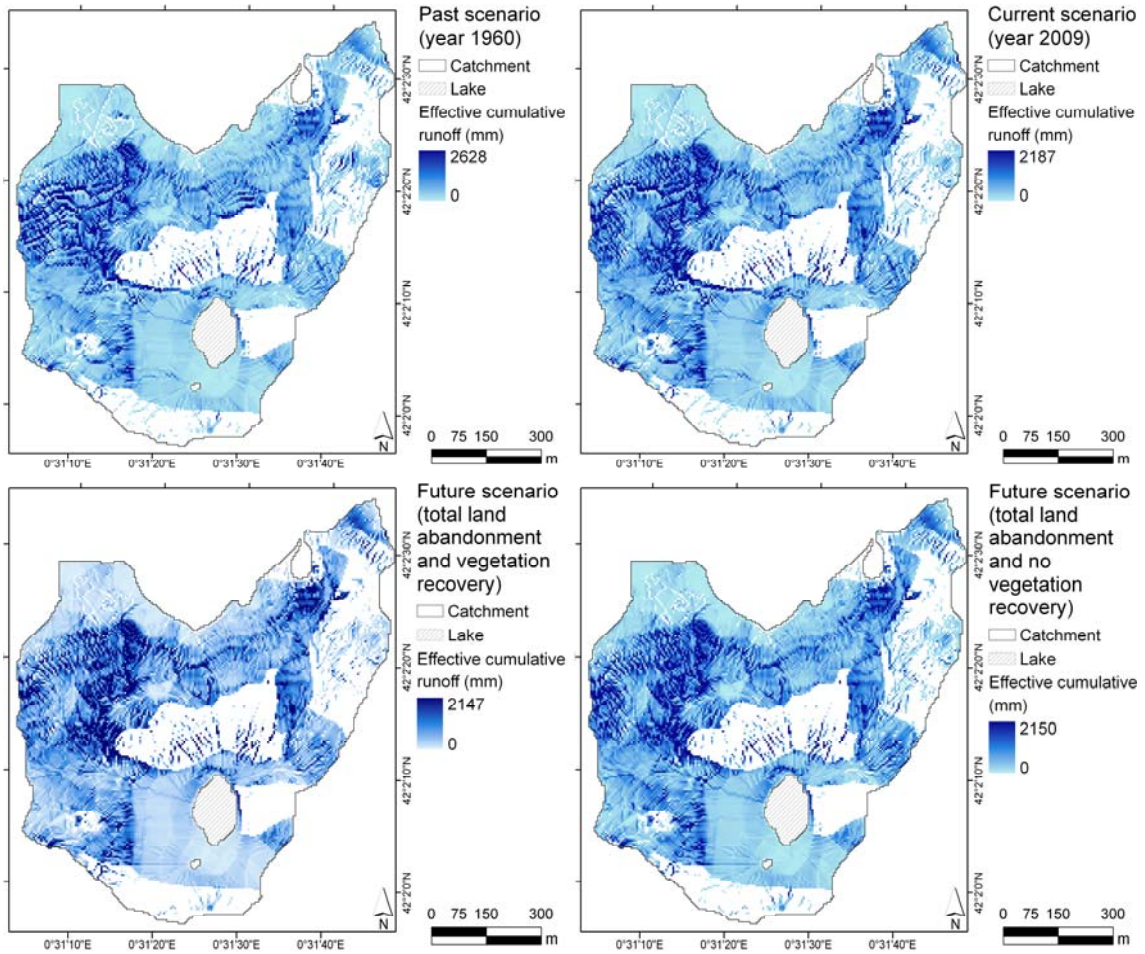 Past scenario
(year 1960)
Catchment
Lake
Effective cumulative
runoff (mm)
2628
0
42°2'30"N
42°2'20"N
42°2'10"N
42°2'0"N
N
0 75 150 300
m
0°31'10"E 0°31'20"E 0°31'30"E 0°31'40"E
Current scenario
(year 2009)
Catchment
Lake
Effective cumulative
runoff (mm)
2187
0
42°2'30"N
42°2'20"N
42°2'10"N
42°2'0"N
N
0 75 150 300
m
0°31'10"E 0°31'20"E 0°31'30"E 0°31'40"E
Future scenario
(total land
abandonment
and vegetation
recovery)
Catchment
Lake
Effective cumulative
runoff (mm)
2147
0
42°2'30"N
42°2'20"N
42°2'10"N
42°2'0"N
N
0 75 150 300
m
0°31'10"E 0°31'20"E 0°31'30"E 0°31'40"E
Future scenario
(total land
abandonment
and no
vegetation
recovery)
Catchment
Lake
Effective cumulative
(mm)
2150
0
42°2'30"N
42°2'20"N
42°2'10"N
42°2'0"N
N
0 75 150 300
m
0°31'10"E 0°31'20"E 0°31'30"E 0°31'40"E